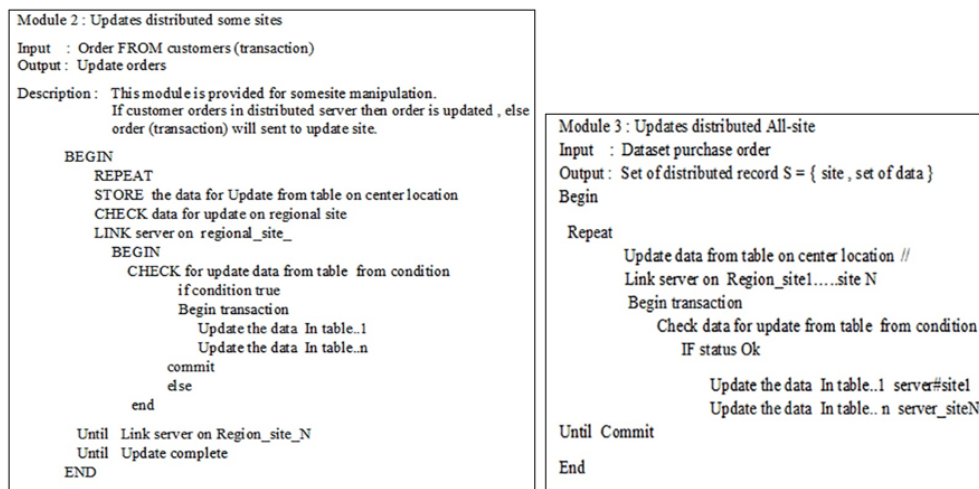 Module 2 : Updates distributed some sites
Input : Order FROM customers (transaction)
Output : Update orders
Description : This module is provided for somesite manipulation.
If customer orders in distributed server then order is updated , else
order (transaction) will sent to update site.
BEGIN
REPEAT
STORE the data for Update from table on center location
CHECK data for update on regional site
LINK server on regional_site_
BEGIN
CHECK for update data from table from condition
if condition true
Begin transaction
Update the data In table..1
Update the data In table..n
commit
else
end
Until Link server on Region_site_N
Until Update complete
END
Module 3 : Updates distributed All-site
Input : Dataset purchase order
Output : Set of distributed record S = { site , set of data }
Begin
Repeat
Update data from table on center location //
Link server on Region_site1.....site N
Begin transaction
Check data for update from table from condition
IF status Ok
Update the data In table..1 server#site1
Update the data In table.. n server_siteN
Until Commit
End